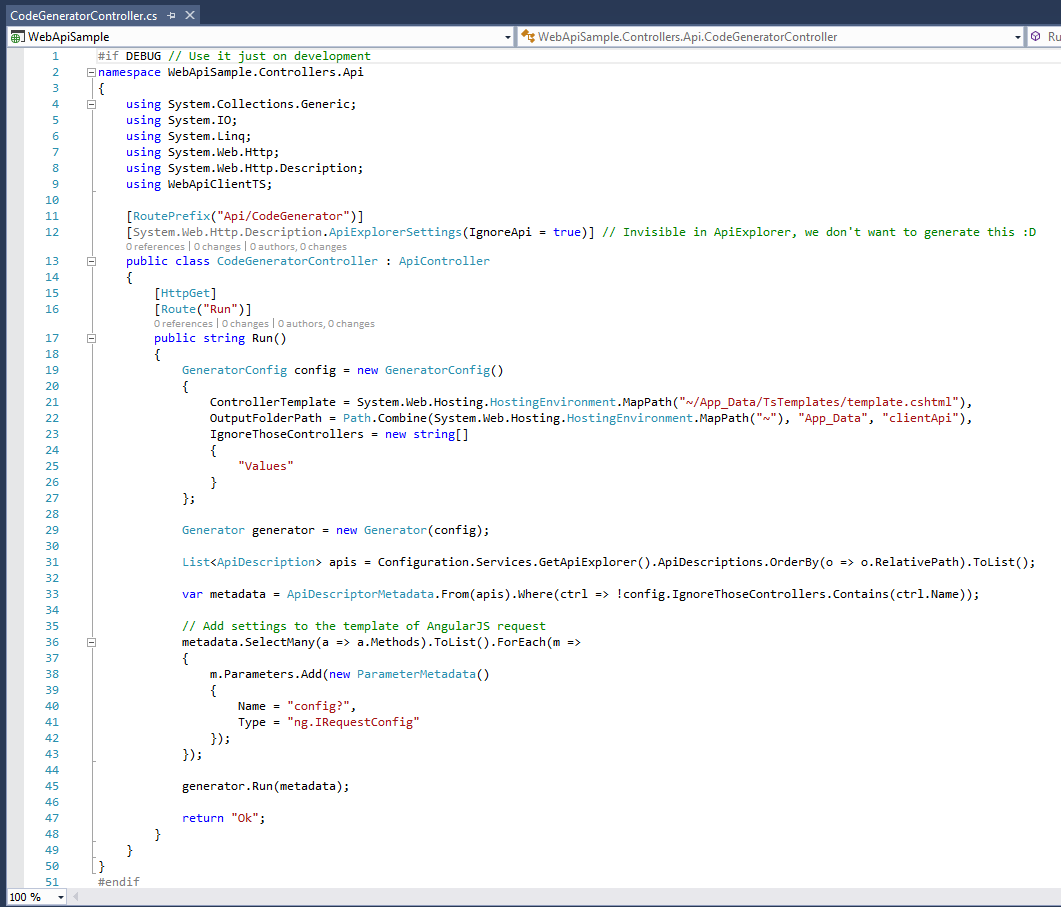 CodeGeneratorController.cs
WebApiSample WebApiSample.Controllers.Api.CodeGeneratorController Ru
1 #if DEBUG // Use it just on development
2 namespace WebApiSample.Controllers.Api
3 {
4 using System.Collections.Generic;
5 using System.IO;
6 using System.Linq;
7 using System.Web.Http;
8 using System.Web.Http.Description;
9 using WebApiClientTS;
10
11 [RoutePrefix("Api/CodeGenerator")]
12 [System.Web.Http.Description.ApiExplorerSettings(IgnoreApi = true)] // Invisible in ApiExplorer, we don't want to generate this :D
0 references | 0 changes | 0 authors, 0 changes
13 public class CodeGeneratorController : ApiController
14 {
15 [HttpGet]
16 [Route("Run")]
0 references | 0 changes | 0 authors, 0 changes
17 public string Run()
18 {
19 GeneratorConfig config = new GeneratorConfig()
20 {
21 ControllerTemplate = System.Web.Hosting.HostingEnvironment.MapPath("~/App_Data/TsTemplates/template.cshtml"),
22 OutputFolderPath = Path.Combine(System.Web.Hosting.HostingEnvironment.MapPath("~"), "App_Data", "clientApi"),
23 IgnoreThoseControllers = new string[]
24 {
25 "Values"
26 }
27 };
28
29 Generator generator = new Generator(config);
30
31 List<ApiDescription> apis = Configuration.Services.GetApiExplorer().ApiDescriptions.OrderBy(o => o.RelativePath).ToList();
32
33 var metadata = ApiDescriptorMetadata.From(apis).Where(ctrl => !config.IgnoreThoseControllers.Contains(ctrl.Name));
34
35 // Add settings to the template of AngularJS request
36 metadata.SelectMany(a => a.Methods).ToList().ForEach(m =>
37 {
38 m.Parameters.Add(new ParameterMetadata()
39 {
40 Name = "config?",
41 Type = "ng.IRequestConfig"
42 });
43 });
44
45 generator.Run(metadata);
46
47 return "Ok";
48 }
49 }
50 }
51 #endif
100 %